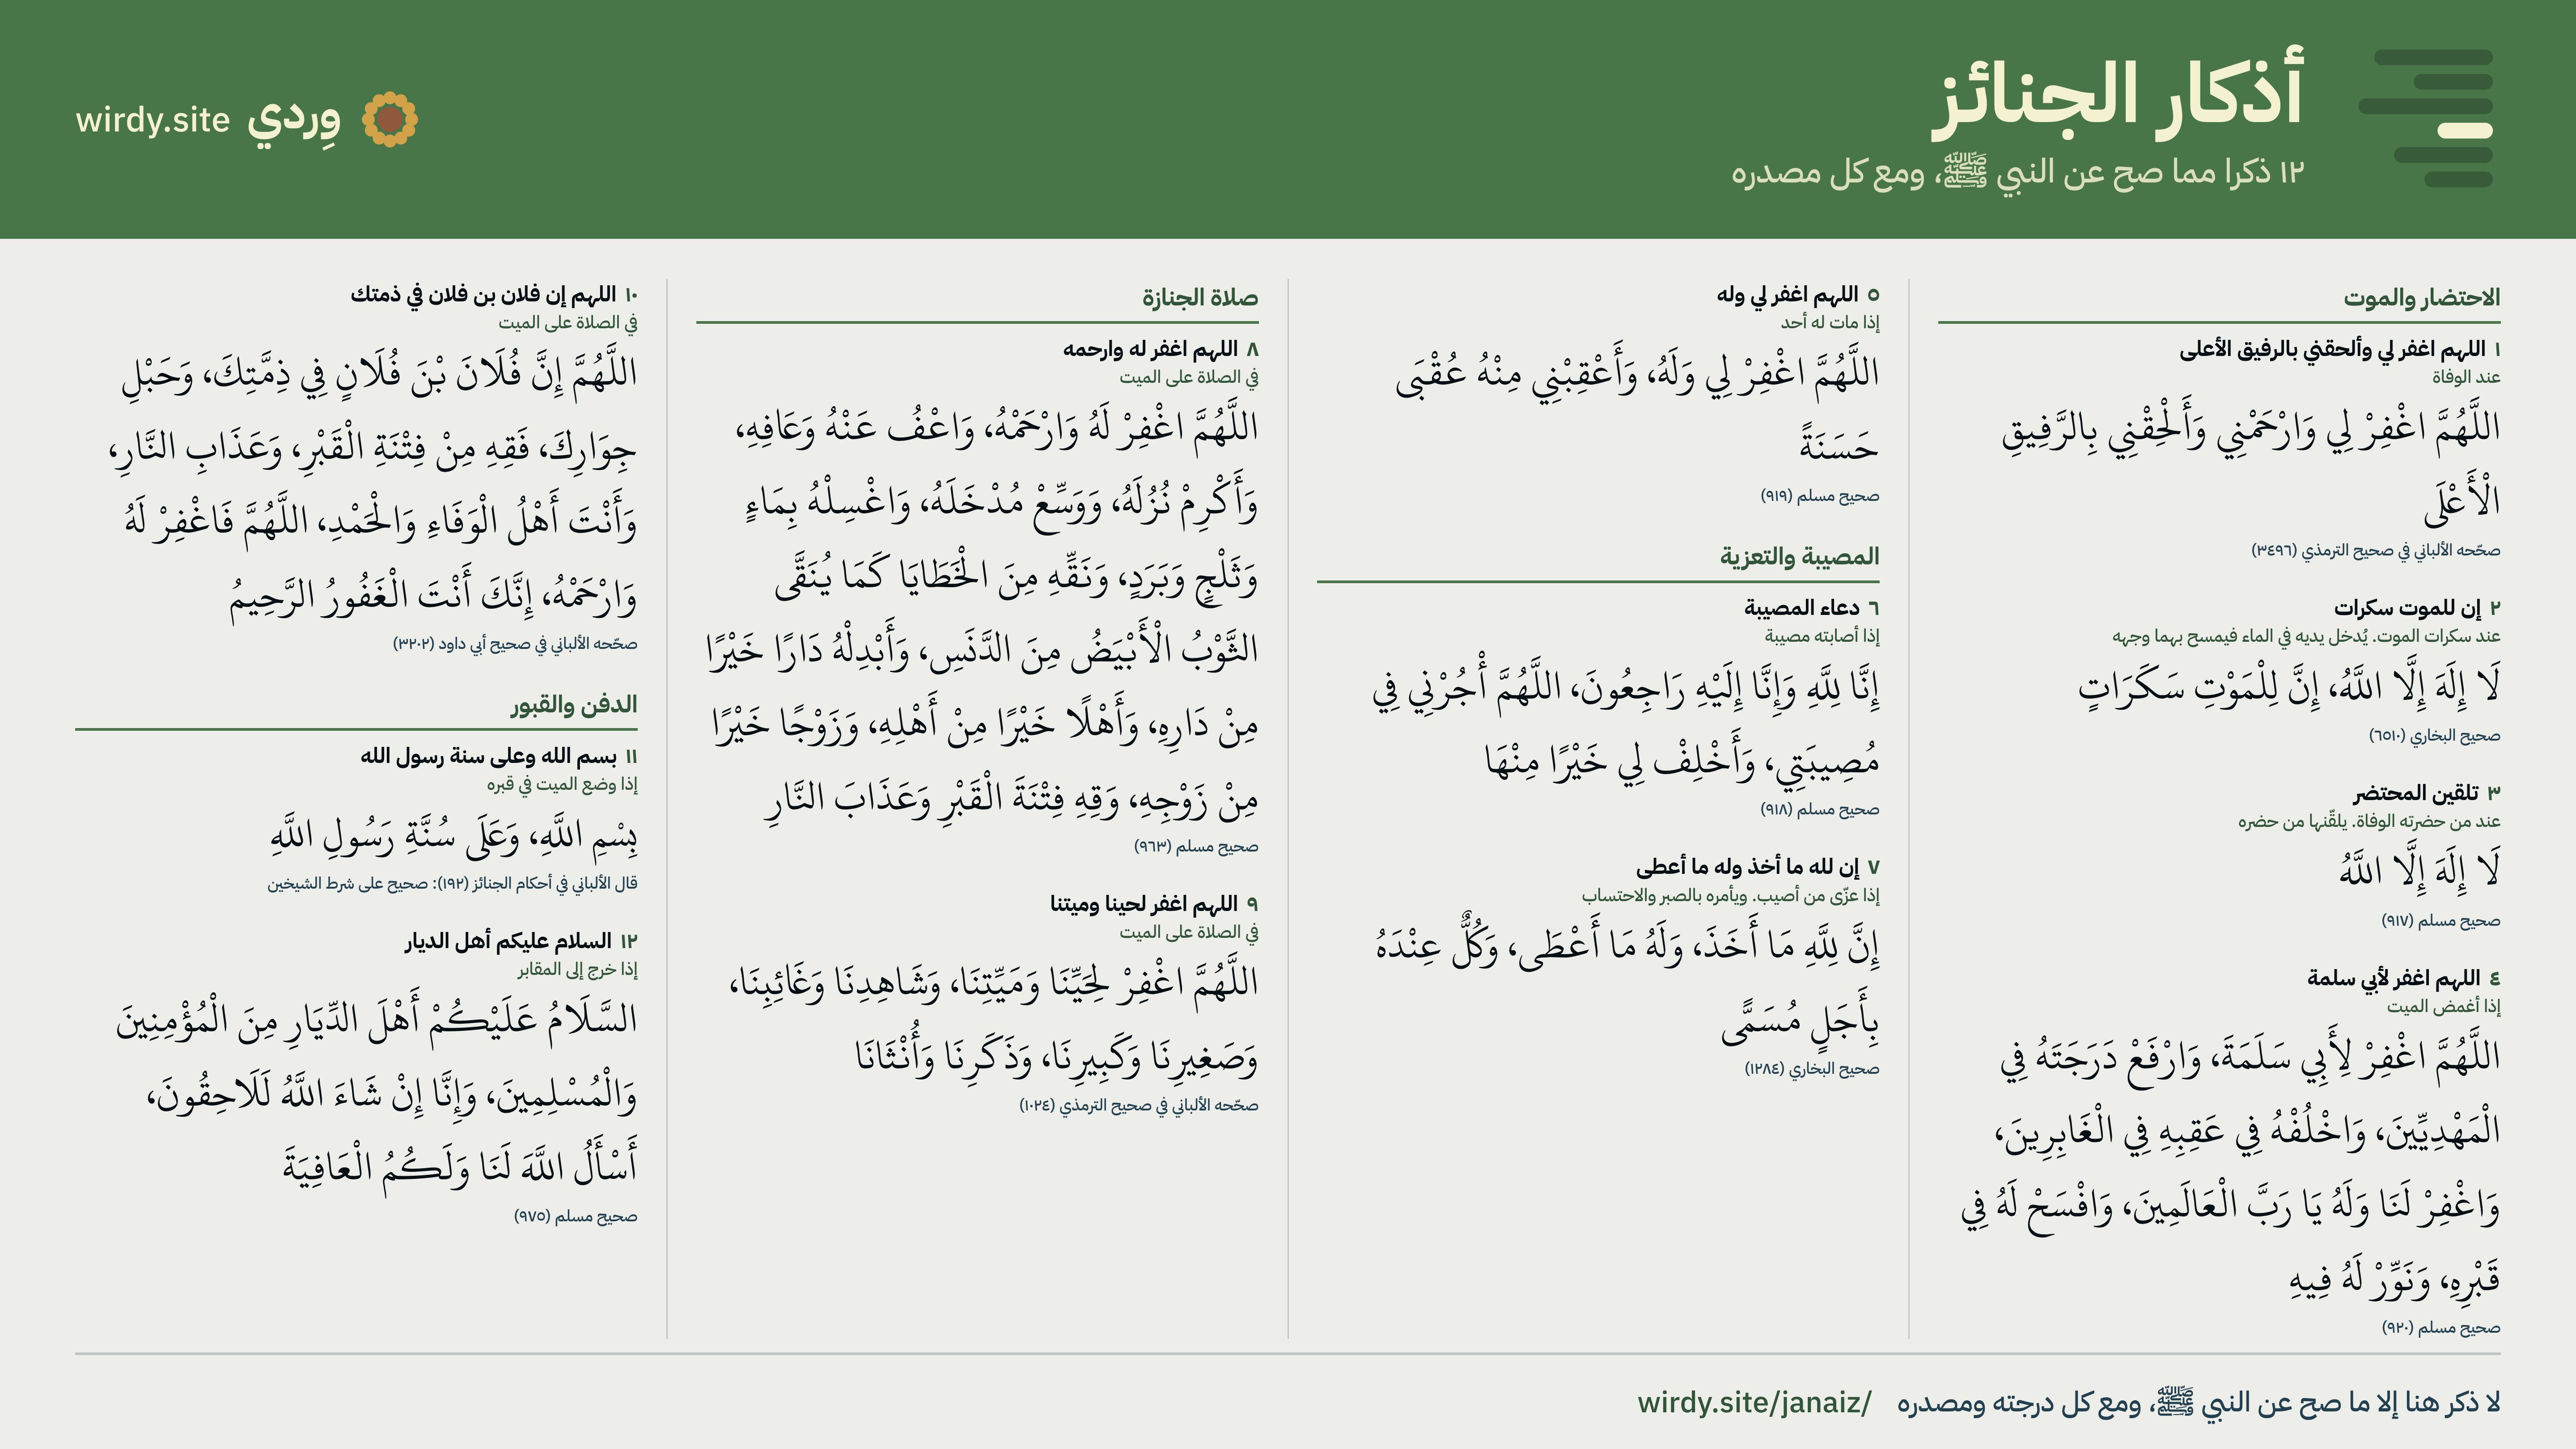 أذكار الجنائز
١٢ ذكرا مما صح عن النبي ﷺ، ومع كل مصدره
وِردي wirdy.site
الاحتضار والموت
١ اللهم اغفر لي وألحقني بالرفيق الأعلى
عند الوفاة
اللَّهُمَّ اغْفِرْ لِي وَارْحَمْنِي وَأَلْحِقْنِي بِالرَّفِيقِ
الْأَعْلَى
صحّحه الألباني في صحيح الترمذي (٣٤٩٦)
٢ إن للموت سكرات
عند سكرات الموت. يُدخل يديه في الماء فيمسح بهما وجهه
لَا إِلَهَ إِلَّا اللَّهُ، إِنَّ لِلْمَوْتِ سَكَرَاتٍ
صحيح البخاري (٦٥١٠)
٣ تلقين المحتضر
عند من حضرته الوفاة. يلقّنها من حضره
لَا إِلَهَ إِلَّا اللَّهُ
صحيح مسلم (٩١٧)
٤ اللهم اغفر لأبي سلمة
إذا أغمض الميت
اللَّهُمَّ اغْفِرْ لِأَبِي سَلَمَةَ، وَارْفَعْ دَرَجَتَهُ فِي
الْمَهْدِيِّينَ، وَاخْلُفْهُ فِي عَقِبِهِ فِي الْغَابِرِينَ،
وَاغْفِرْ لَنَا وَلَهُ يَا رَبَّ الْعَالَمِينَ، وَافْسَحْ لَهُ فِي
قَبْرِهِ، وَنَوِّرْ لَهُ فِيهِ
صحيح مسلم (٩٢٠)
٥ اللهم اغفر لي وله
إذا مات له أحد
اللَّهُمَّ اغْفِرْ لِي وَلَهُ، وَأَعْقِبْنِي مِنْهُ عُقْبَى
حَسَنَةً
صحيح مسلم (٩١٩)
المصيبة والتعزية
٦ دعاء المصيبة
إذا أصابته مصيبة
إِنَّا لِلَّهِ وَإِنَّا إِلَيْهِ رَاجِعُونَ، اللَّهُمَّ أْجُرْنِي فِي
مُصِيبَتِي، وَأَخْلِفْ لِي خَيْرًا مِنْهَا
صحيح مسلم (٩١٨)
٧ إن لله ما أخذ وله ما أعطى
إذا عزّى من أصيب. ويأمره بالصبر والاحتساب
إِنَّ لِلَّهِ مَا أَخَذَ، وَلَهُ مَا أَعْطَى، وَكُلٌّ عِنْدَهُ
بِأَجَلٍ مُسَمًّى
صحيح البخاري (١٢٨٤)
صلاة الجنازة
٨ اللهم اغفر له وارحمه
في الصلاة على الميت
اللَّهُمَّ اغْفِرْ لَهُ وَارْحَمْهُ، وَاعْفُ عَنْهُ وَعَافِهِ،
وَأَكْرِمْ نُزُلَهُ، وَوَسِّعْ مُدْخَلَهُ، وَاغْسِلْهُ بِمَاءٍ
وَثَلْجٍ وَبَرَدٍ، وَنَقِّهِ مِنَ الْخَطَايَا كَمَا يُنَقَّى
الثَّوْبُ الْأَبْيَضُ مِنَ الدَّنَسِ، وَأَبْدِلْهُ دَارًا خَيْرًا
مِنْ دَارِهِ، وَأَهْلًا خَيْرًا مِنْ أَهْلِهِ، وَزَوْجًا خَيْرًا
مِنْ زَوْجِهِ، وَقِهِ فِتْنَةَ الْقَبْرِ وَعَذَابَ النَّارِ
صحيح مسلم (٩٦٣)
٩ اللهم اغفر لحينا وميتنا
في الصلاة على الميت
اللَّهُمَّ اغْفِرْ لِحَيِّنَا وَمَيِّتِنَا، وَشَاهِدِنَا وَغَائِبِنَا،
وَصَغِيرِنَا وَكَبِيرِنَا، وَذَكَرِنَا وَأُنْثَانَا
صحّحه الألباني في صحيح الترمذي (١٠٢٤)
١٠ اللهم إن فلان بن فلان في ذمتك
في الصلاة على الميت
اللَّهُمَّ إِنَّ فُلَانَ بْنَ فُلَانٍ فِي ذِمَّتِكَ، وَحَبْلِ
جِوَارِكَ، فَقِهِ مِنْ فِتْنَةِ الْقَبْرِ، وَعَذَابِ النَّارِ،
وَأَنْتَ أَهْلُ الْوَفَاءِ وَالْحَمْدِ، اللَّهُمَّ فَاغْفِرْ لَهُ
وَارْحَمْهُ، إِنَّكَ أَنْتَ الْغَفُورُ الرَّحِيمُ
صحّحه الألباني في صحيح أبي داود (٣٢٠٢)
الدفن والقبور
١١ بسم الله وعلى سنة رسول الله
إذا وضع الميت في قبره
بِسْمِ اللَّهِ، وَعَلَى سُنَّةِ رَسُولِ اللَّهِ
قال الألباني في أحكام الجنائز (١٩٢): صحيح على شرط الشيخين
١٢ السلام عليكم أهل الديار
إذا خرج إلى المقابر
السَّلَامُ عَلَيْكُمْ أَهْلَ الدِّيَارِ مِنَ الْمُؤْمِنِينَ
وَالْمُسْلِمِينَ، وَإِنَّا إِنْ شَاءَ اللَّهُ لَلَاحِقُونَ،
أَسْأَلُ اللَّهَ لَنَا وَلَكُمُ الْعَافِيَةَ
صحيح مسلم (٩٧٥)
لا ذكر هنا إلا ما صح عن النبي ﷺ، ومع كل درجته ومصدره wirdy.site/janaiz/